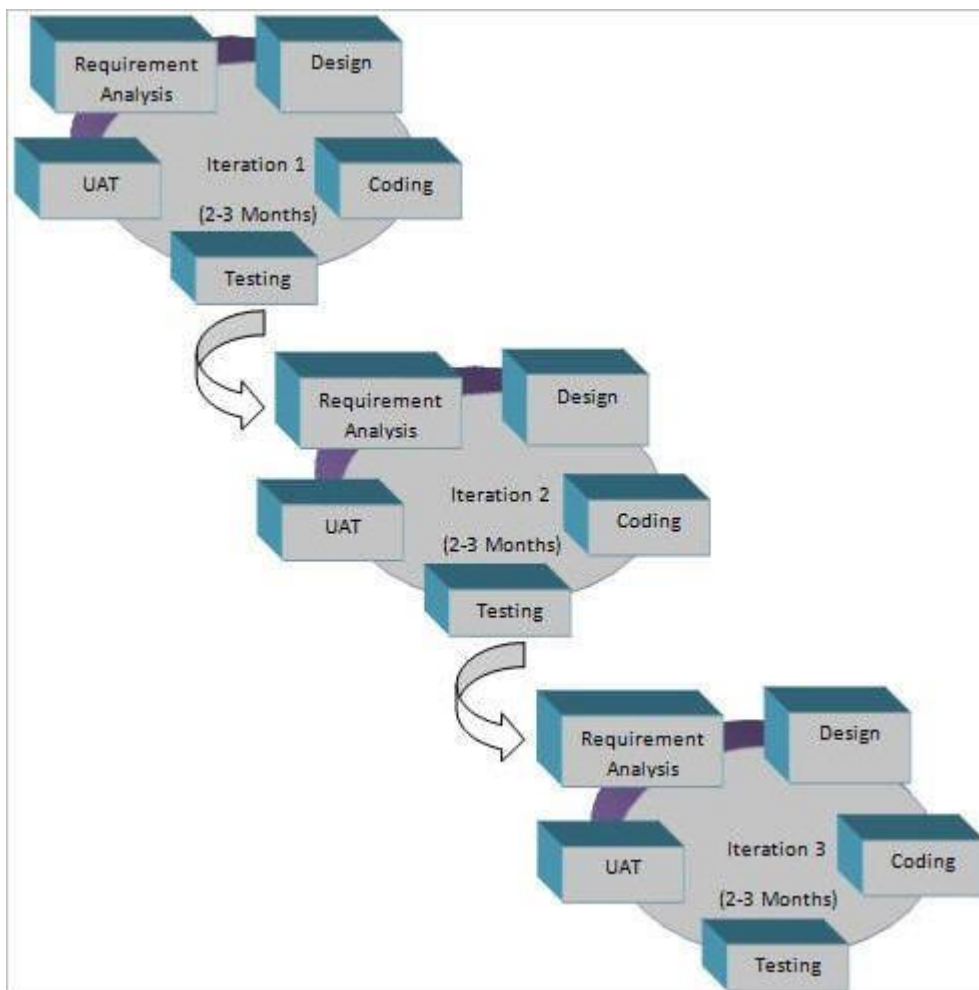 Requirement
Analysis
Design
UAT
Iteration 1
(2-3 Months)
Coding
Testing
Requirement
Analysis
Design
UAT
Iteration 2
(2-3 Months)
Coding
Testing
Requirement
Analysis
Design
UAT
Iteration 3
(2-3 Months)
Coding
Testing